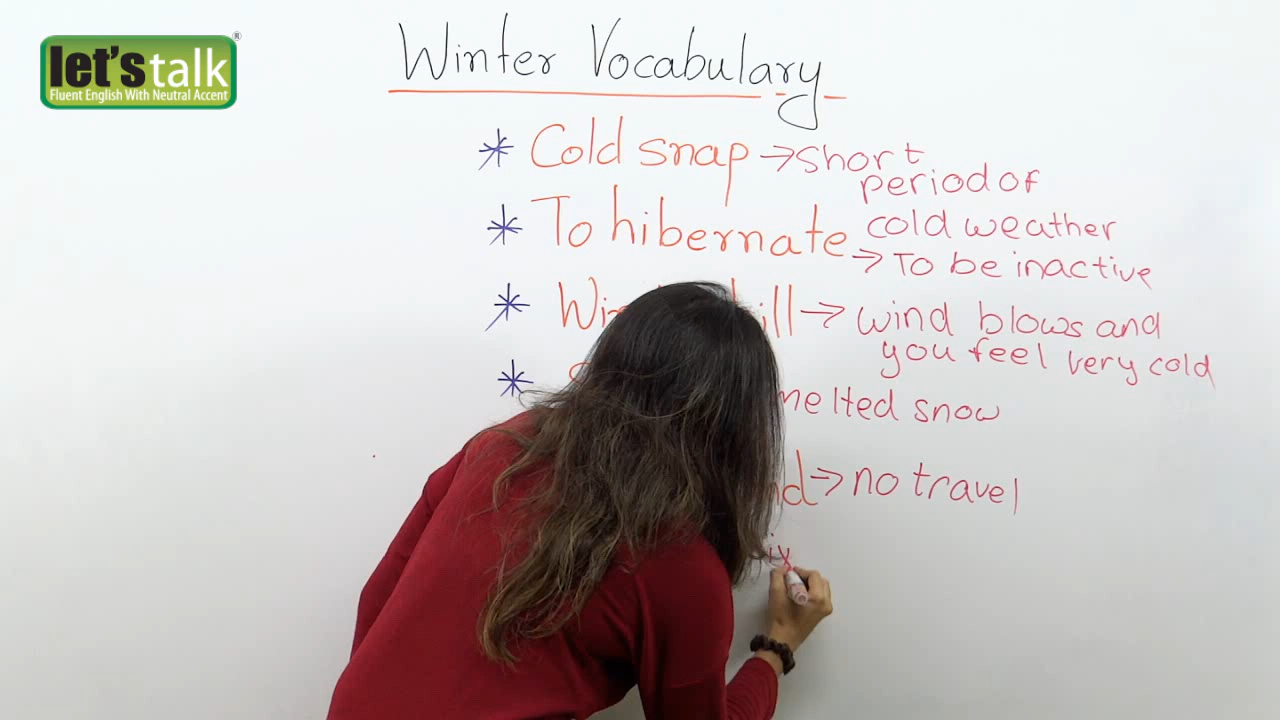 let's talk
Fluent English With Neutral Accent
Winter Vocabulary
* Cold snap → short
period of
cold weather
* To hibernate → To be inactive
* → wind blows and
you feel very cold
* melted snow
→ no travel